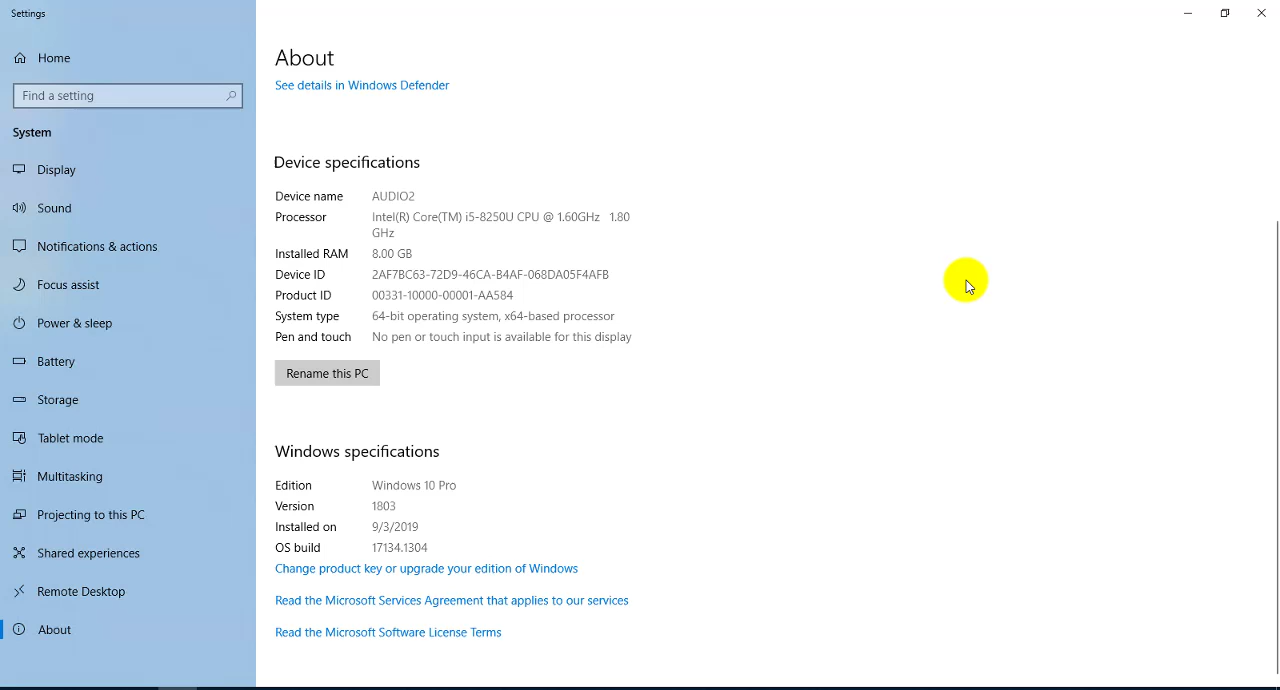 Settings
Home
Find a setting
System
Display
Sound
Notifications & actions
Focus assist
Power & sleep
Battery
Storage
Tablet mode
Multitasking
Projecting to this PC
Shared experiences
Remote Desktop
About
About
See details in Windows Defender
Device specifications
Device name AUDIO2
Processor Intel(R) Core(TM) i5-8250U CPU @ 1.60GHz 1.80
GHz
Installed RAM 8.00 GB
Device ID 2AF7BC63-72D9-46CA-B4AF-068DA05F4AFB
Product ID 00331-10000-00001-AA584
System type 64-bit operating system, x64-based processor
Pen and touch No pen or touch input is available for this display
Rename this PC
Windows specifications
Edition Windows 10 Pro
Version 1803
Installed on 9/3/2019
OS build 17134.1304
Change product key or upgrade your edition of Windows
Read the Microsoft Services Agreement that applies to our services
Read the Microsoft Software License Terms